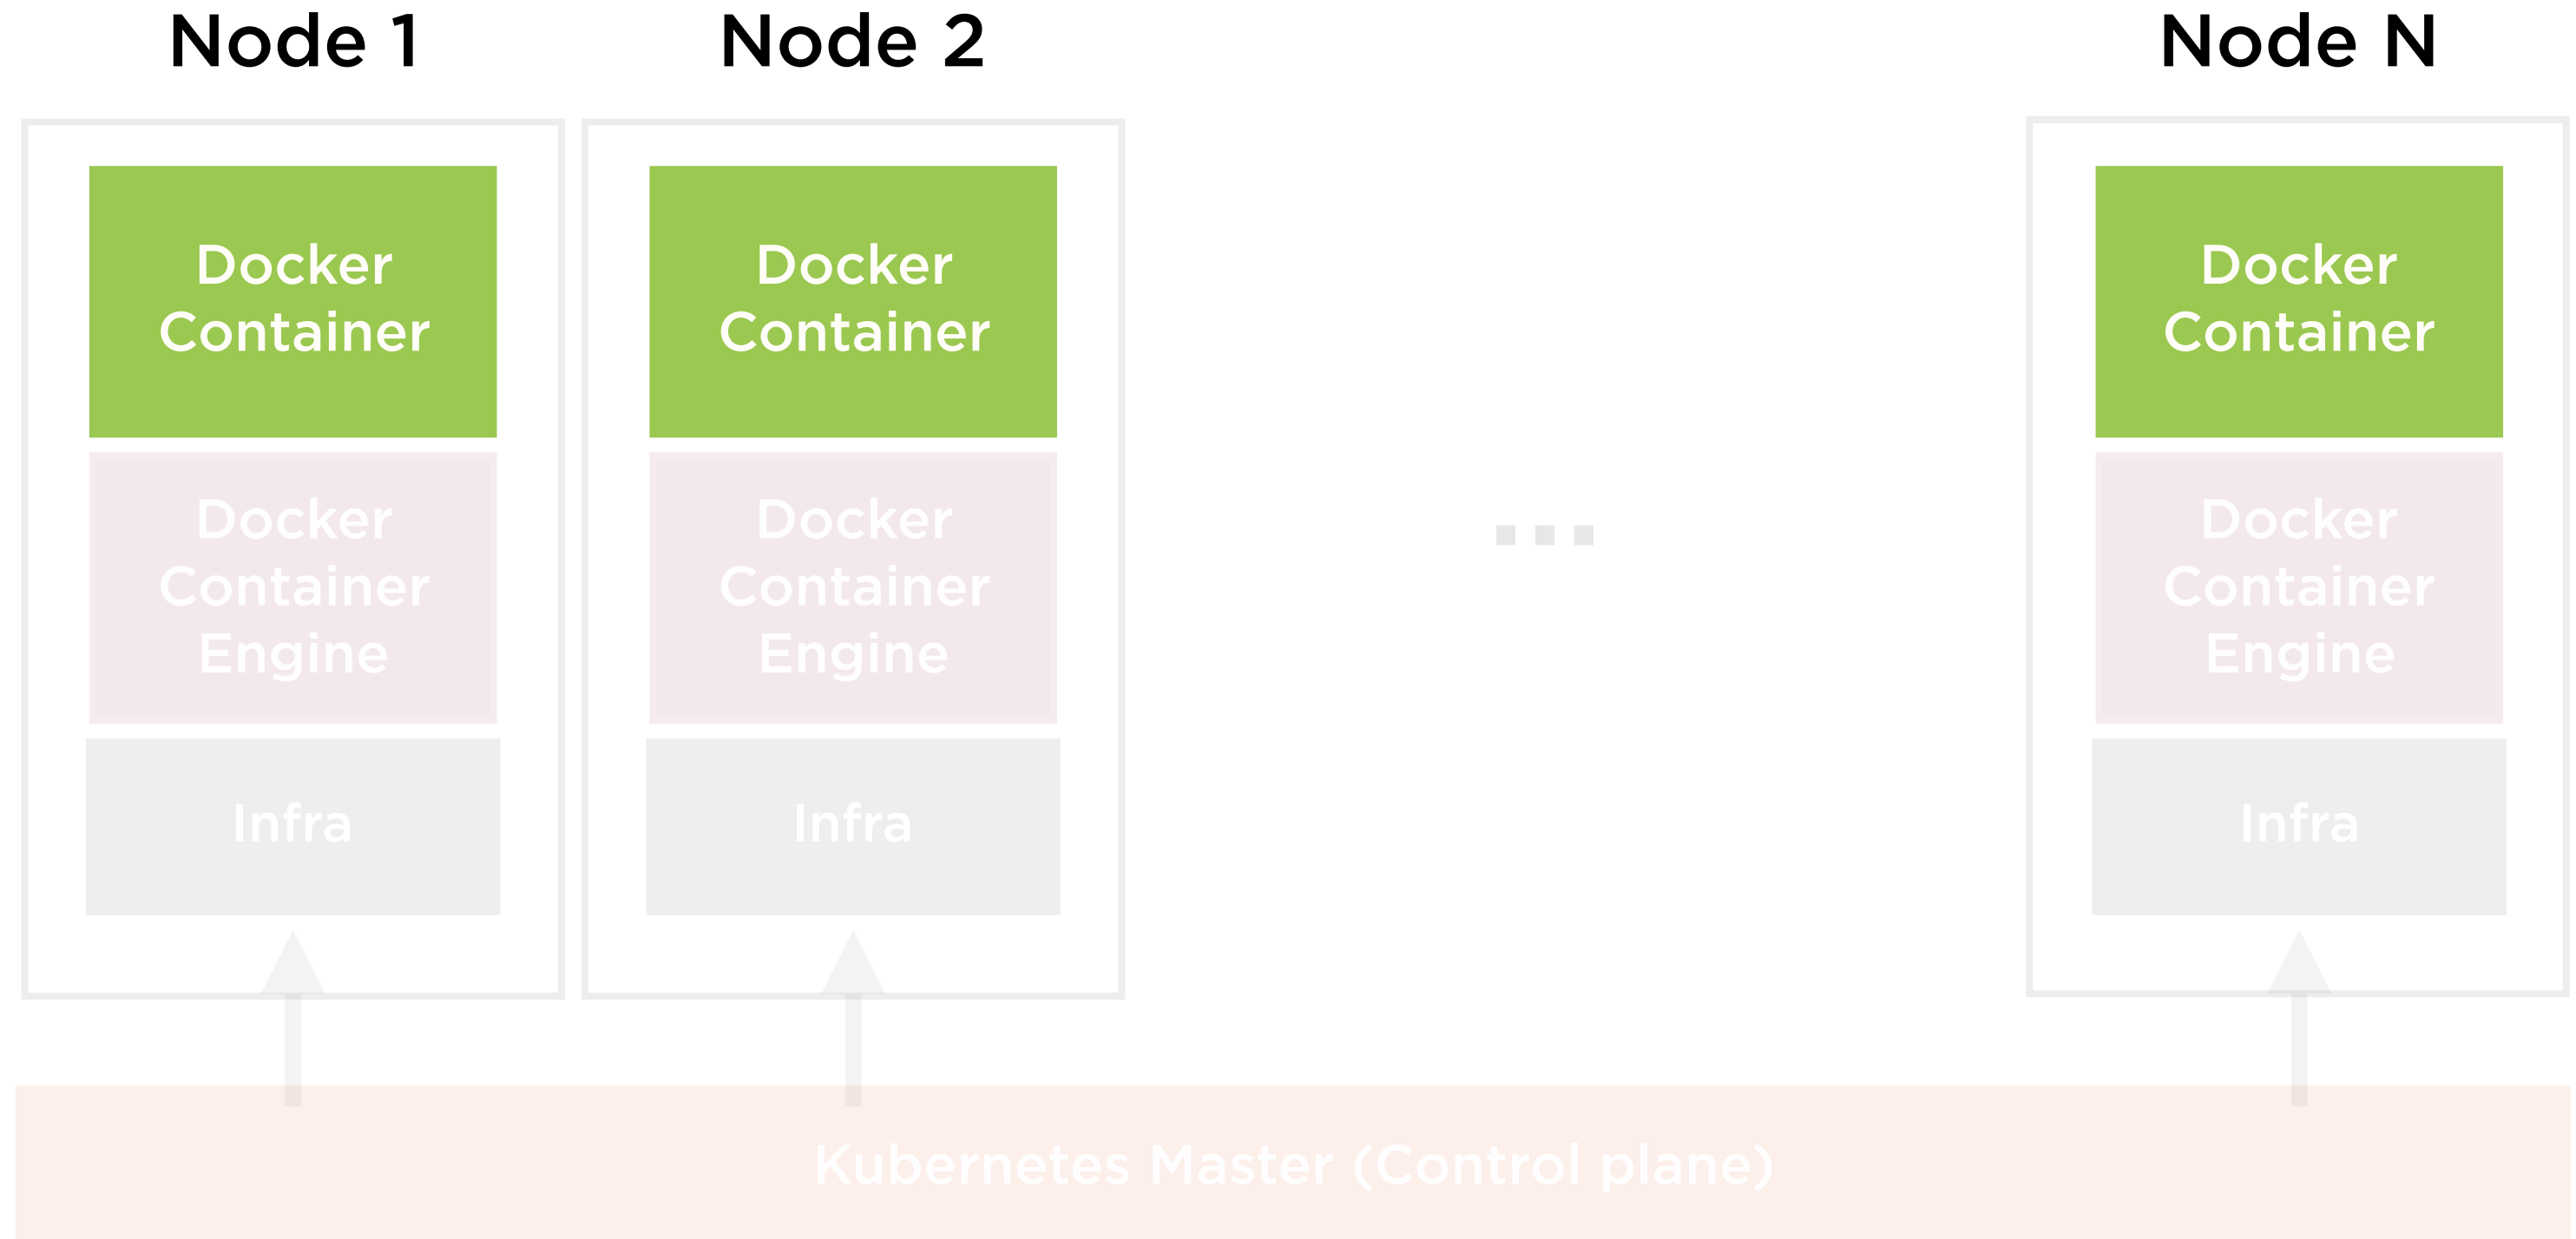 Node 1
Node 2
Node N
Docker
Container
Docker
Container
Engine
Infra
Docker
Container
Docker
Container
Engine
Infra
...
Docker
Container
Docker
Container
Engine
Infra
Kubernetes Master (Control plane)